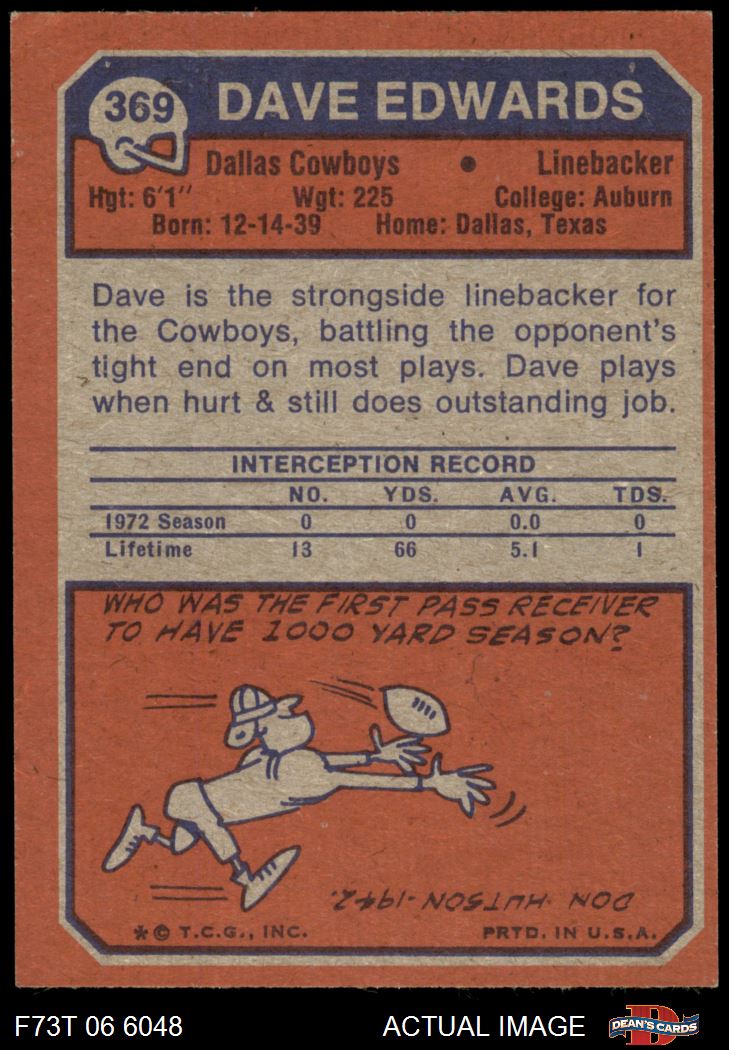 369 DAVE EDWARDS
Dallas Cowboys • Linebacker
Hgt: 6'1" Wgt: 225 College: Auburn
Born: 12-14-39 Home: Dallas, Texas
Dave is the strongside linebacker for
the Cowboys, battling the opponent's
tight end on most plays. Dave plays
when hurt & still does outstanding job.
INTERCEPTION RECORD
NO. YDS. AVG. TDS.
1972 Season 0 0 0.0 0
Lifetime 13 66 5.1 1
WHO WAS THE FIRST PASS RECEIVER
TO HAVE 1000 YARD SEASON?
DON HUTSON-1942.
*© T.C.G., INC. PRTD. IN U.S.A.
F73T 06 6048 ACTUAL IMAGE DEAN'S CARDS